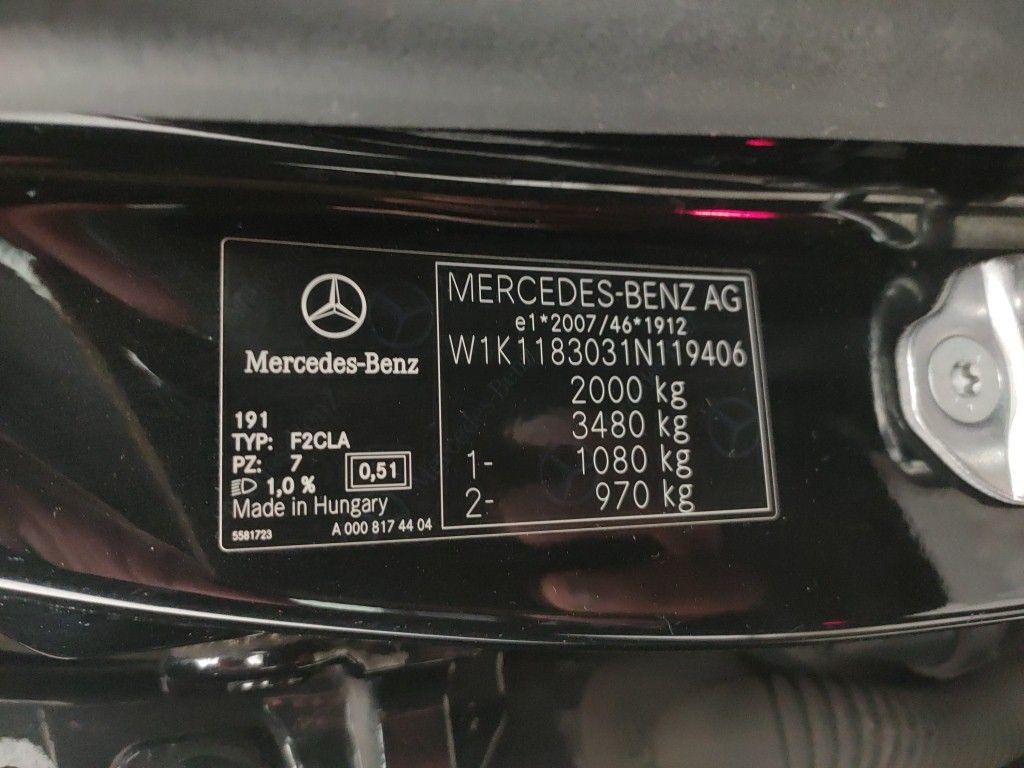 Mercedes-Benz
191
TYP: F2CLA
PZ: 7
1,0 %
0,51
Made in Hungary
5581723
A 000 817 44 04
MERCEDES-BENZ AG
e1*2007/46*1912
W1K1183031N119406
2000 kg
3480 kg
1- 1080 kg
2- 970 kg